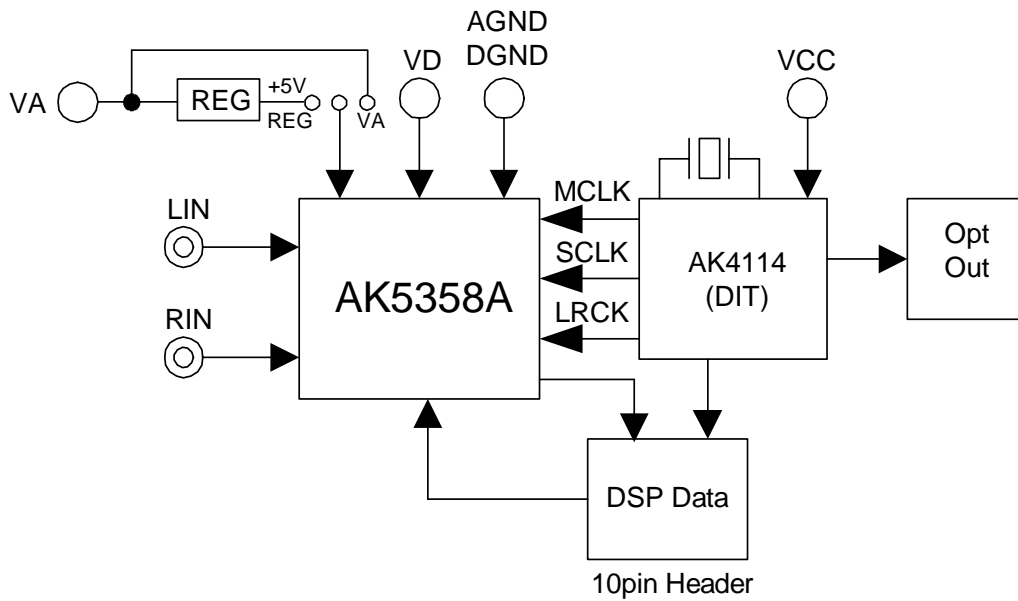 AGND
DGND
VD
VCC
VA
REG
+5V
REG
VA
MCLK
LIN
SCLK
AK5358A
AK4114
(DIT)
Opt
Out
RIN
LRCK
DSP Data
10pin Header